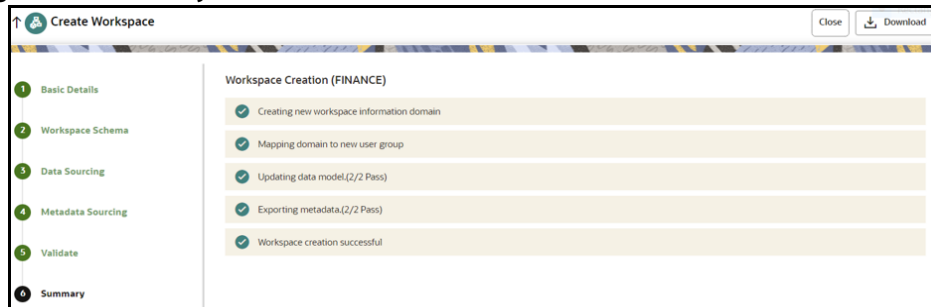 Create Workspace
Close
Download
1 Basic Details
2 Workspace Schema
3 Data Sourcing
4 Metadata Sourcing
5 Validate
6 Summary
Workspace Creation (FINANCE)
Creating new workspace information domain
Mapping domain to new user group
Updating data model.(2/2 Pass)
Exporting metadata.(2/2 Pass)
Workspace creation successful